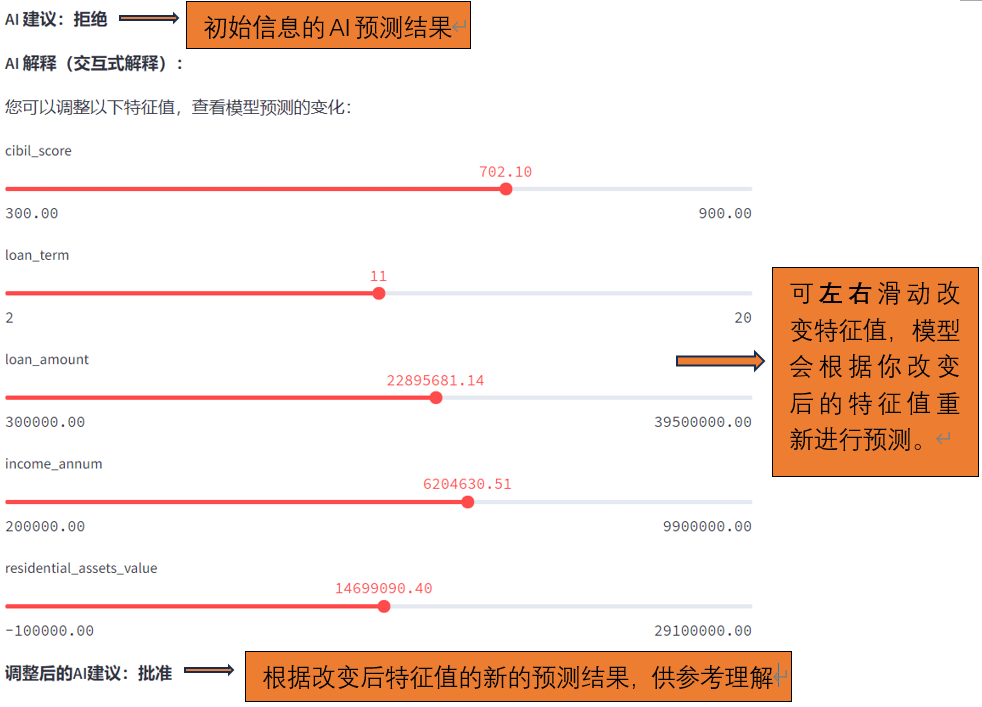 AI 建议：拒绝
初始信息的AI预测结果
AI 解释（交互式解释）：
您可以调整以下特征值，查看模型预测的变化：
cibil_score
702.10
300.00 900.00
loan_term
11
2 20
loan_amount
22895681.14
300000.00 39500000.00
income_annum
6204630.51
200000.00 9900000.00
residential_assets_value
14699090.40
-100000.00 29100000.00
可左右滑动改
变特征值，模型
会根据你改变
后的特征值重
新进行预测。
调整后的AI建议：批准
根据改变后特征值的新的预测结果，供参考理解